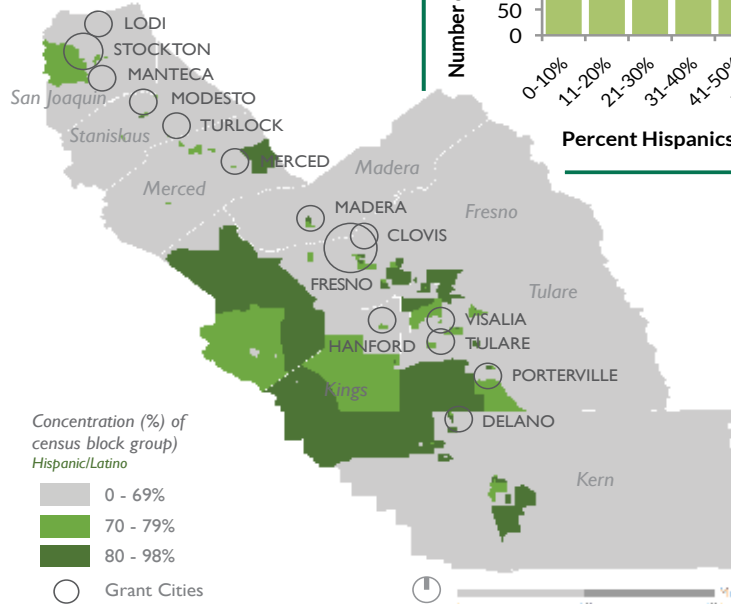 50
0
Number
0-10%
11-20%
21-30%
31-40%
41-50%
Percent Hispanics
LODI
STOCKTON
MANTECA
San Joaquin
MODESTO
TURLOCK
Stanislaus
MERCED
Madera
Merced
MADERA
Fresno
CLOVIS
FRESNO
Tulare
VISALIA
HANFORD
TULARE
PORTERVILLE
Kings
DELANO
Kern
Concentration (%) of
census block group)
Hispanic/Latino
0 - 69%
70 - 79%
80 - 98%
Grant Cities